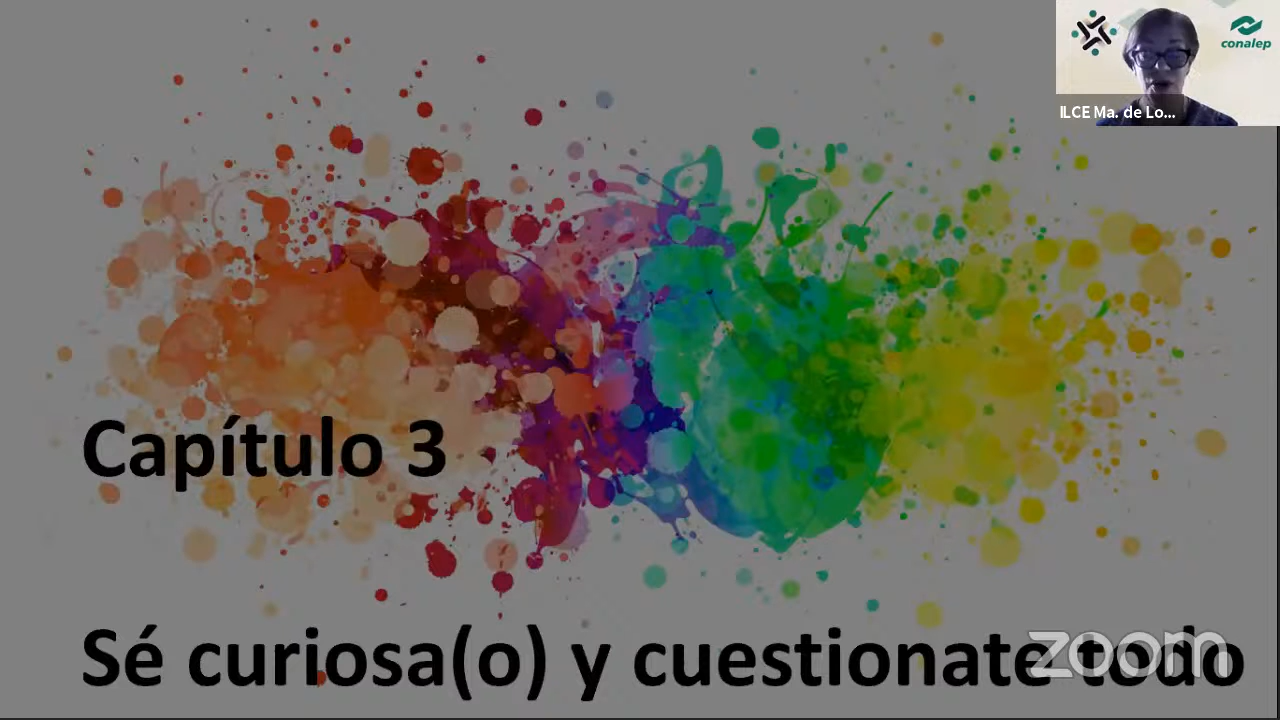 conalep
ILCE Ma. de Lo...
Capítulo 3
Sé curiosa(o) y cuestionate todo
zoom